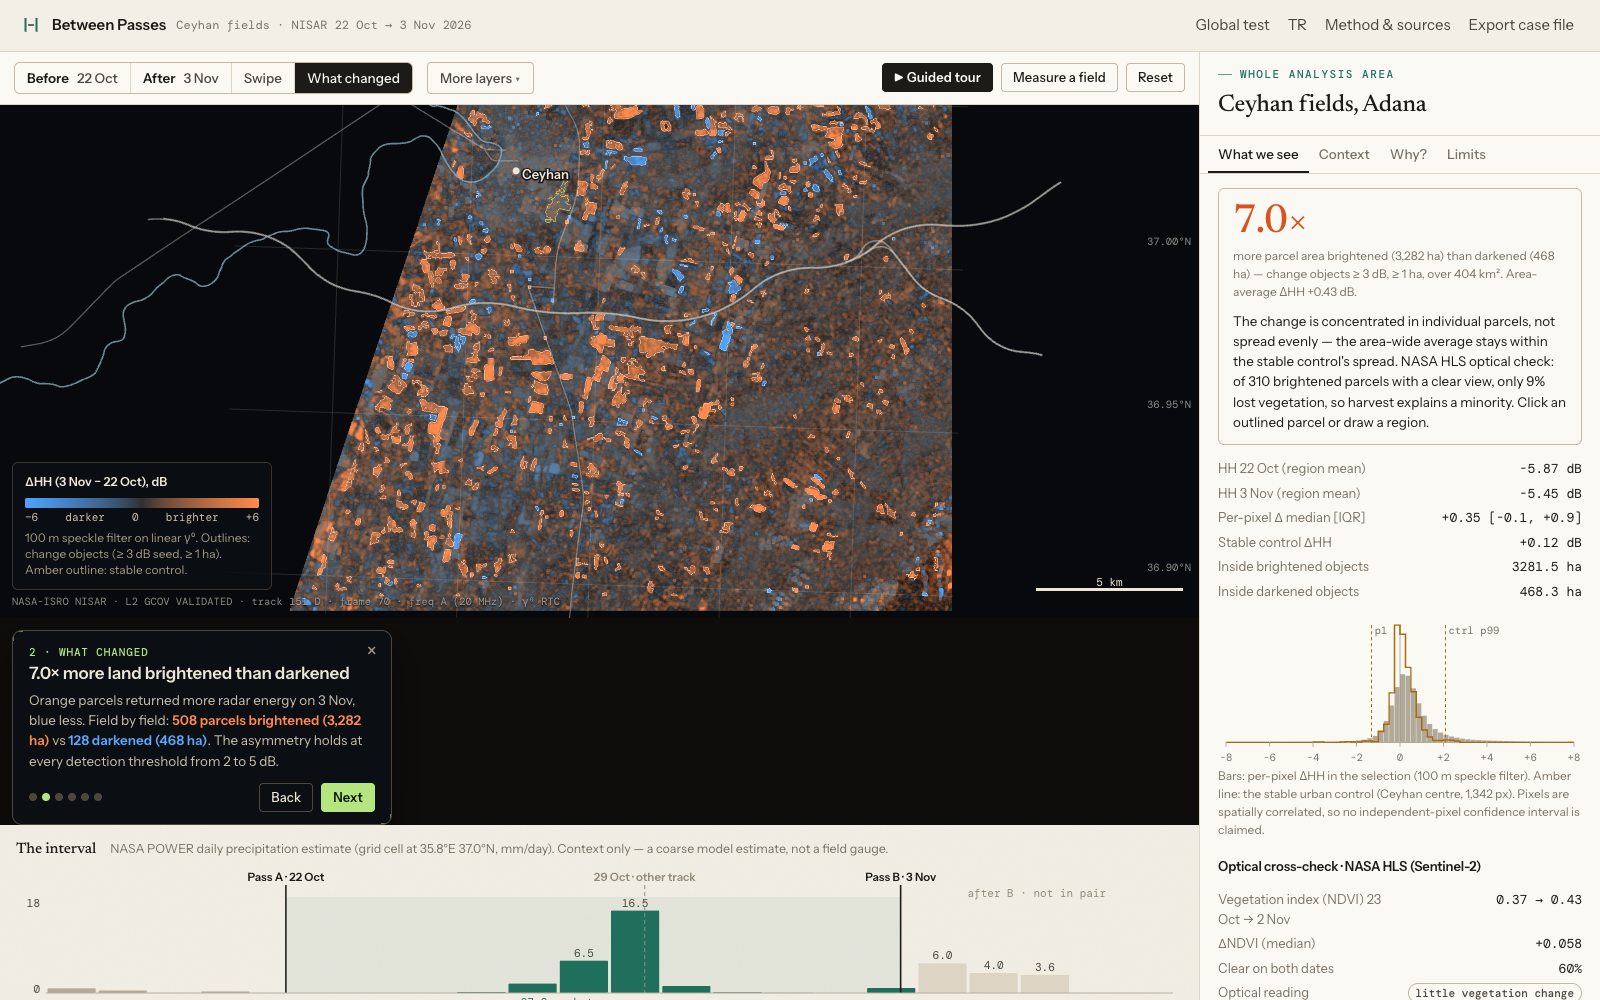 Between Passes Ceyhan fields · NISAR 22 Oct → 3 Nov 2026
Global test TR Method & sources Export case file
Before 22 Oct After 3 Nov Swipe What changed More layers ▾
▶ Guided tour Measure a field Reset
Ceyhan
37.00°N
36.95°N
36.90°N
5 km
ΔHH (3 Nov − 22 Oct), dB
−6 darker 0 brighter +6
100 m speckle filter on linear γ⁰. Outlines:
change objects (≥ 3 dB seed, ≥ 1 ha).
Amber outline: stable control.
NASA-ISRO NISAR · L2 GCOV VALIDATED · track 151 D · frame 70 · freq A (20 MHz) · γ⁰ RTC
2 · WHAT CHANGED ×
7.0× more land brightened than darkened
Orange parcels returned more radar energy on 3 Nov,
blue less. Field by field: 508 parcels brightened (3,282
ha) vs 128 darkened (468 ha). The asymmetry holds at
every detection threshold from 2 to 5 dB.
Back Next
The interval NASA POWER daily precipitation estimate (grid cell at 35.8°E 37.0°N, mm/day). Context only — a coarse model estimate, not a field gauge.
Pass A · 22 Oct 29 Oct · other track Pass B · 3 Nov
after B · not in pair
18
16.5
6.5
6.0
4.0
3.6
0
— WHOLE ANALYSIS AREA
Ceyhan fields, Adana
What we see Context Why? Limits
7.0×
more parcel area brightened (3,282 ha) than darkened (468
ha) — change objects ≥ 3 dB, ≥ 1 ha, over 404 km². Area-
average ΔHH +0.43 dB.
The change is concentrated in individual parcels, not
spread evenly — the area-wide average stays within
the stable control's spread. NASA HLS optical check:
of 310 brightened parcels with a clear view, only 9%
lost vegetation, so harvest explains a minority. Click an
outlined parcel or draw a region.
HH 22 Oct (region mean) -5.87 dB
HH 3 Nov (region mean) -5.45 dB
Per-pixel Δ median [IQR] +0.35 [-0.1, +0.9]
Stable control ΔHH +0.12 dB
Inside brightened objects 3281.5 ha
Inside darkened objects 468.3 ha
p1 ctrl p99
-8 -6 -4 -2 0 +2 +4 +6 +8
Bars: per-pixel ΔHH in the selection (100 m speckle filter). Amber
line: the stable urban control (Ceyhan centre, 1,342 px). Pixels are
spatially correlated, so no independent-pixel confidence interval is
claimed.
Optical cross-check · NASA HLS (Sentinel-2)
Vegetation index (NDVI) 23 0.37 → 0.43
Oct → 2 Nov
ΔNDVI (median) +0.058
Clear on both dates 60%
Optical reading little vegetation change